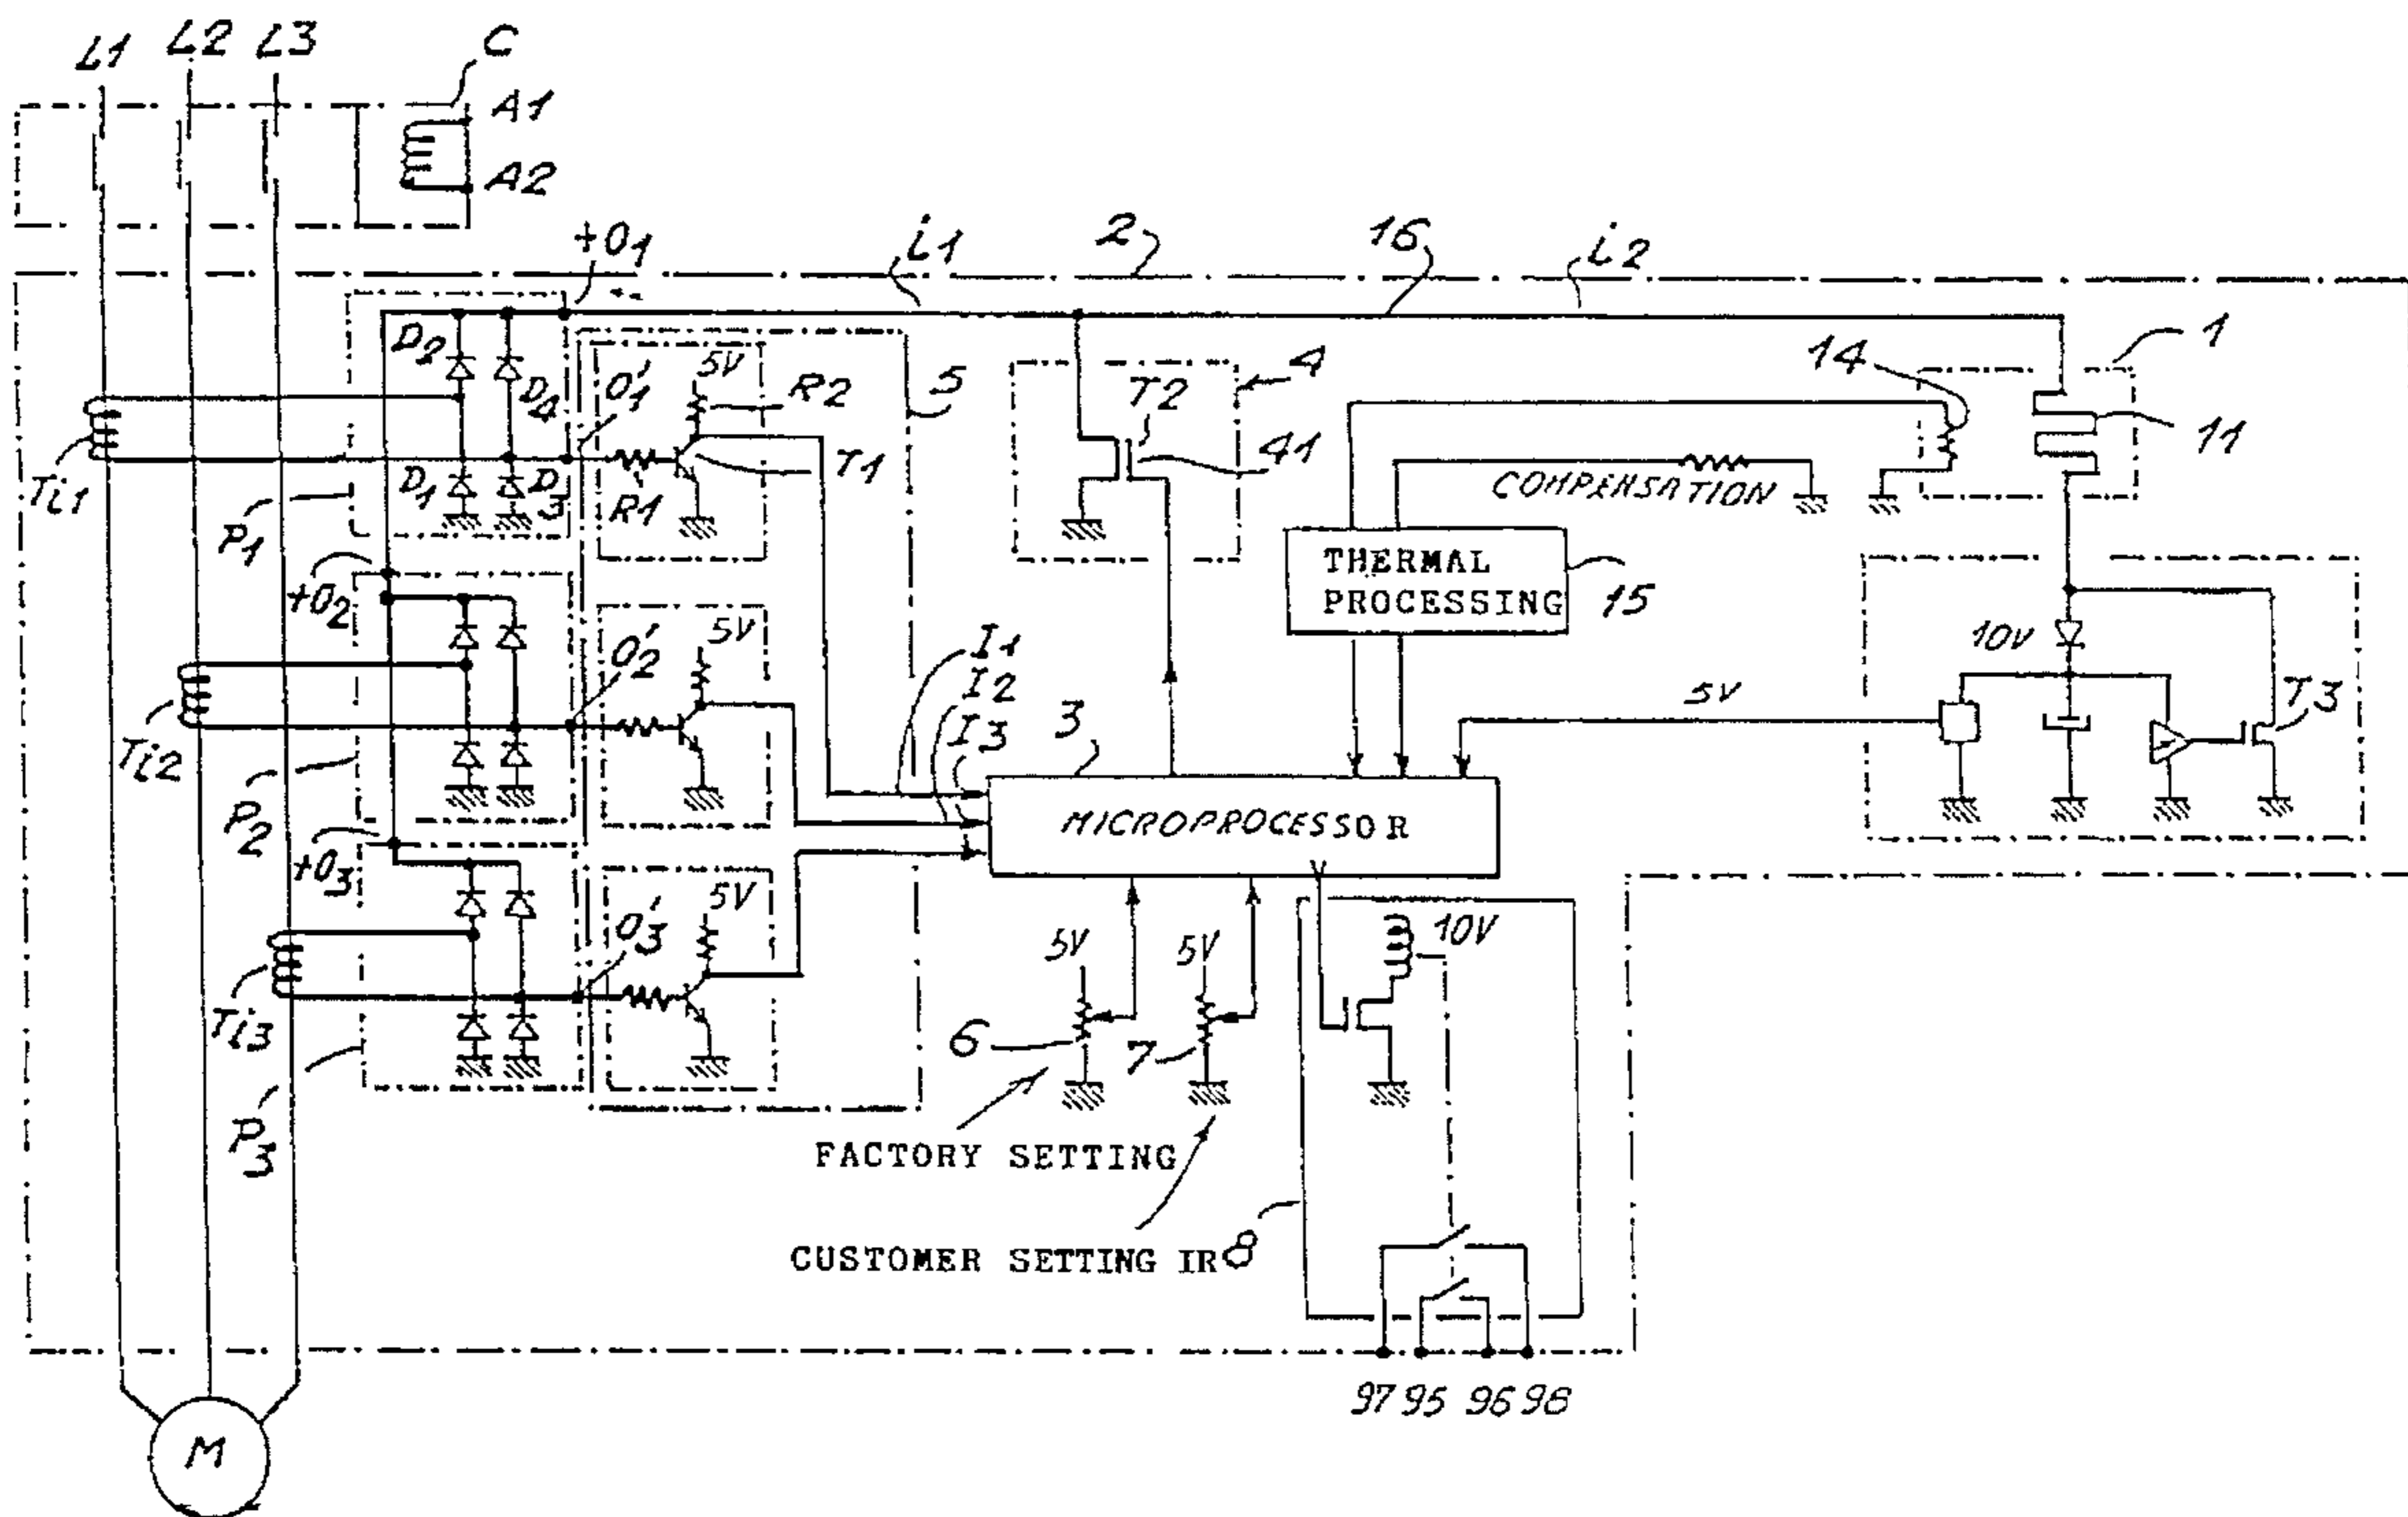 L1 L2 L3 C
A1
A2
+O1 i1 2 16 i2
D2 D4 O'1 5V R2 5 4 14 1
T2 41 11
Ti1 D1 D3 R1 T1
COMPENSATION
P1
THERMAL
PROCESSING 15
+O2 O'2 5V
10V
I1
I2
I3
5V T3
Ti2 3
P2
MICROPROCESSOR
+O3 O'3 5V
5V 5V 10V
Ti3 6 7
P3
FACTORY SETTING
8
CUSTOMER SETTING IR
97 95 96 98
M